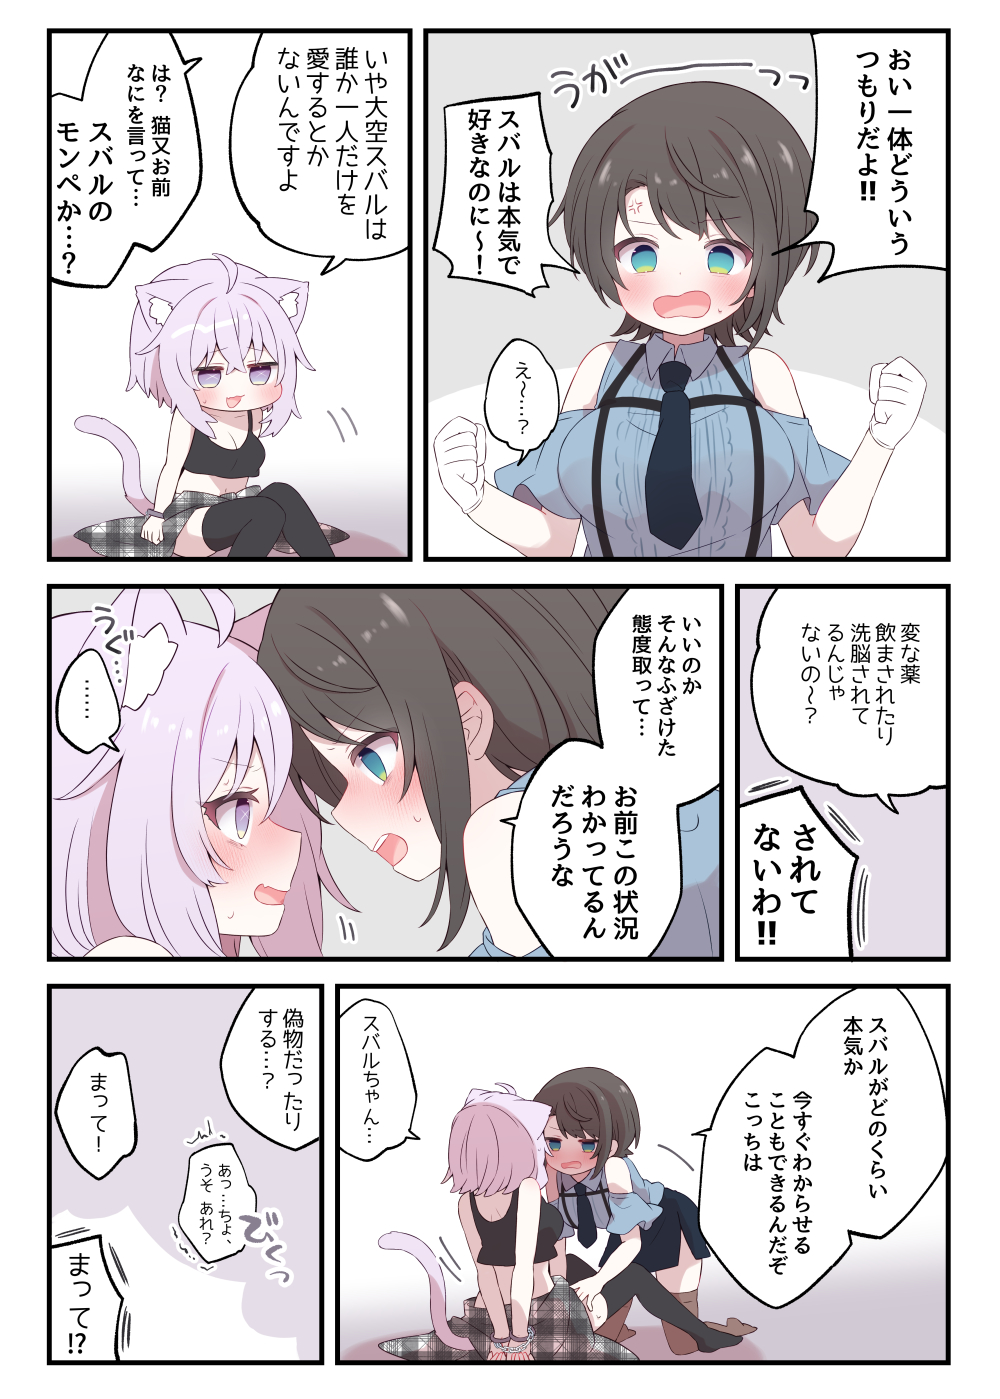 おい一体どういう
つもりだよ!!
うがーーっっ
スバルは本気で
好きなのに〜!
え〜…?
いや大空スバルは
誰か一人だけを
愛するとか
ないんですよ
は? 猫又お前
なにを言って…
スバルの
モンペか…?
変な薬
飲まされたり
洗脳されて
るんじゃ
ないの〜?
されて
ないわ!!
いいのか
そんなふざけた
態度取って…
お前この状況
わかってるん
だろうな
うぐ…
……
スバルがどのくらい
本気か
今すぐわからせる
こともできるんだぞ
こっちは
スバルちゃん…
偽物だったり
する…?
まって!
あっ…ちょ、
うそ あれ?
びくっ
まって!?